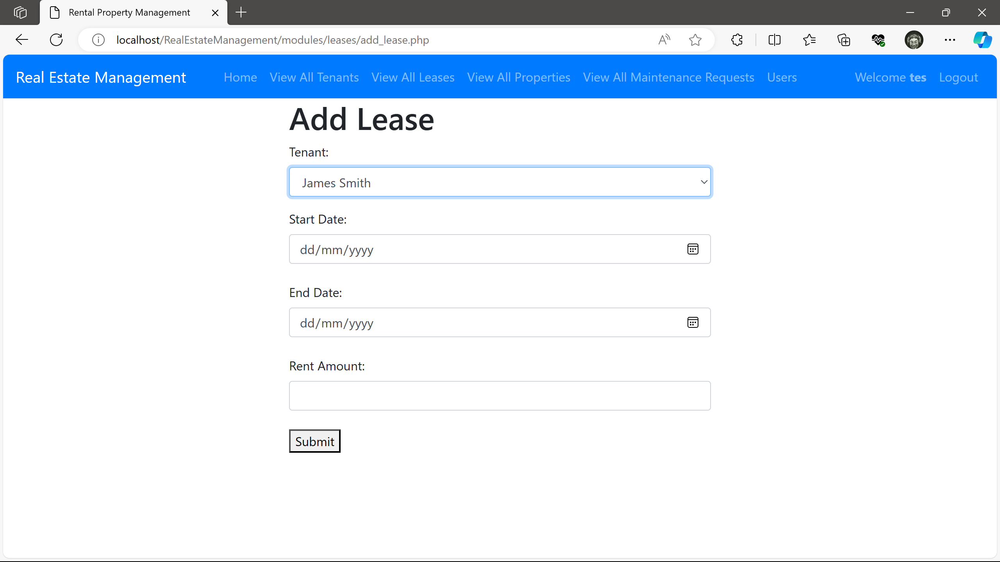 Rental Property Management
localhost/RealEstateManagement/modules/leases/add_lease.php
Real Estate Management Home View All Tenants View All Leases View All Properties View All Maintenance Requests Users Welcome tes Logout
Add Lease
Tenant:
James Smith
Start Date:
dd/mm/yyyy
End Date:
dd/mm/yyyy
Rent Amount:
Submit